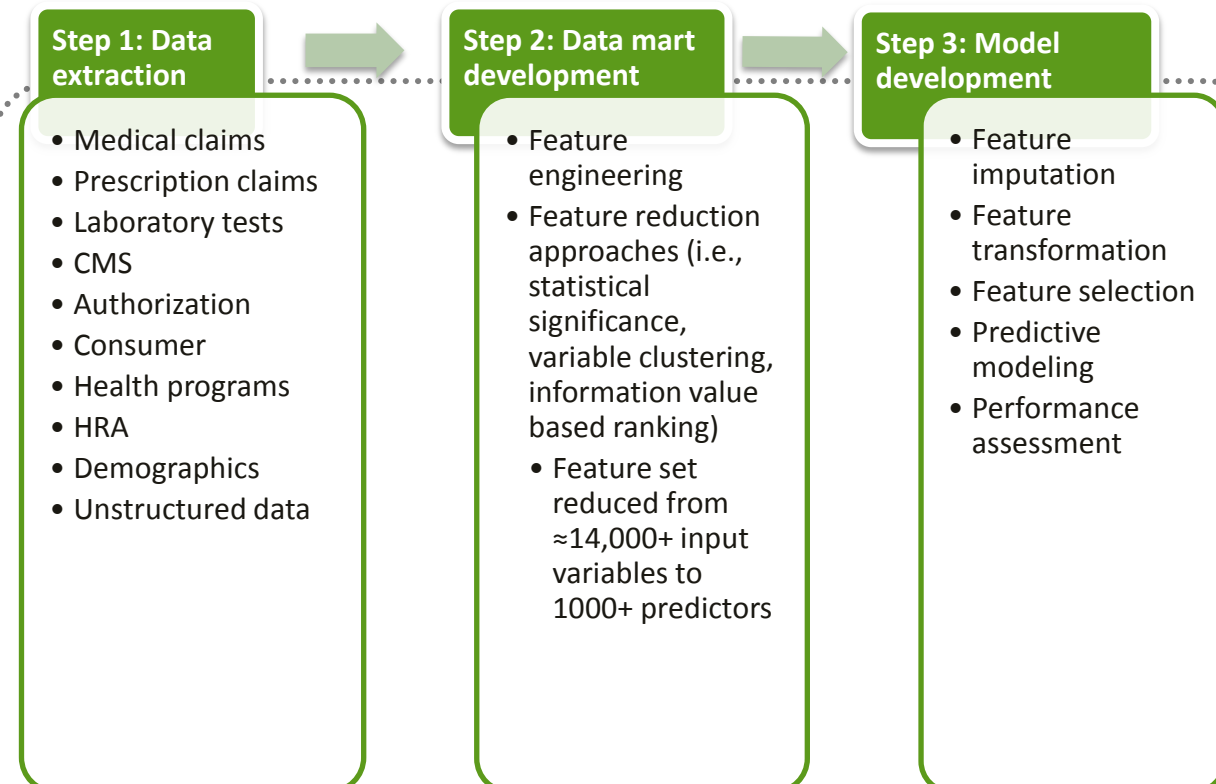 Step 1: Data
extraction
• Medical claims
• Prescription claims
• Laboratory tests
• CMS
• Authorization
• Consumer
• Health programs
• HRA
• Demographics
• Unstructured data
Step 2: Data mart
development
• Feature
engineering
• Feature reduction
approaches (i.e.,
statistical
significance,
variable clustering,
information value
based ranking)
• Feature set
reduced from
≈14,000+ input
variables to
1000+ predictors
Step 3: Model
development
• Feature
imputation
• Feature
transformation
• Feature selection
• Predictive
modeling
• Performance
assessment